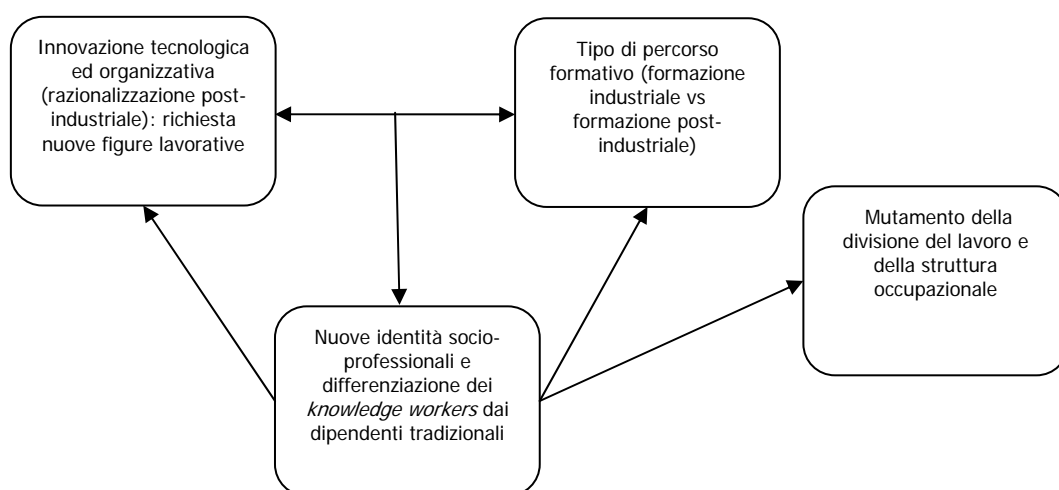 Innovazione tecnologica
ed organizzativa
(razionalizzazione post-
industriale): richiesta
nuove figure lavorative
Tipo di percorso
formativo (formazione
industriale vs
formazione post-
industriale)
Mutamento della
divisione del lavoro e
della struttura
occupazionale
Nuove identità socio-
professionali e
differenziazione dei
knowledge workers dai
dipendenti tradizionali